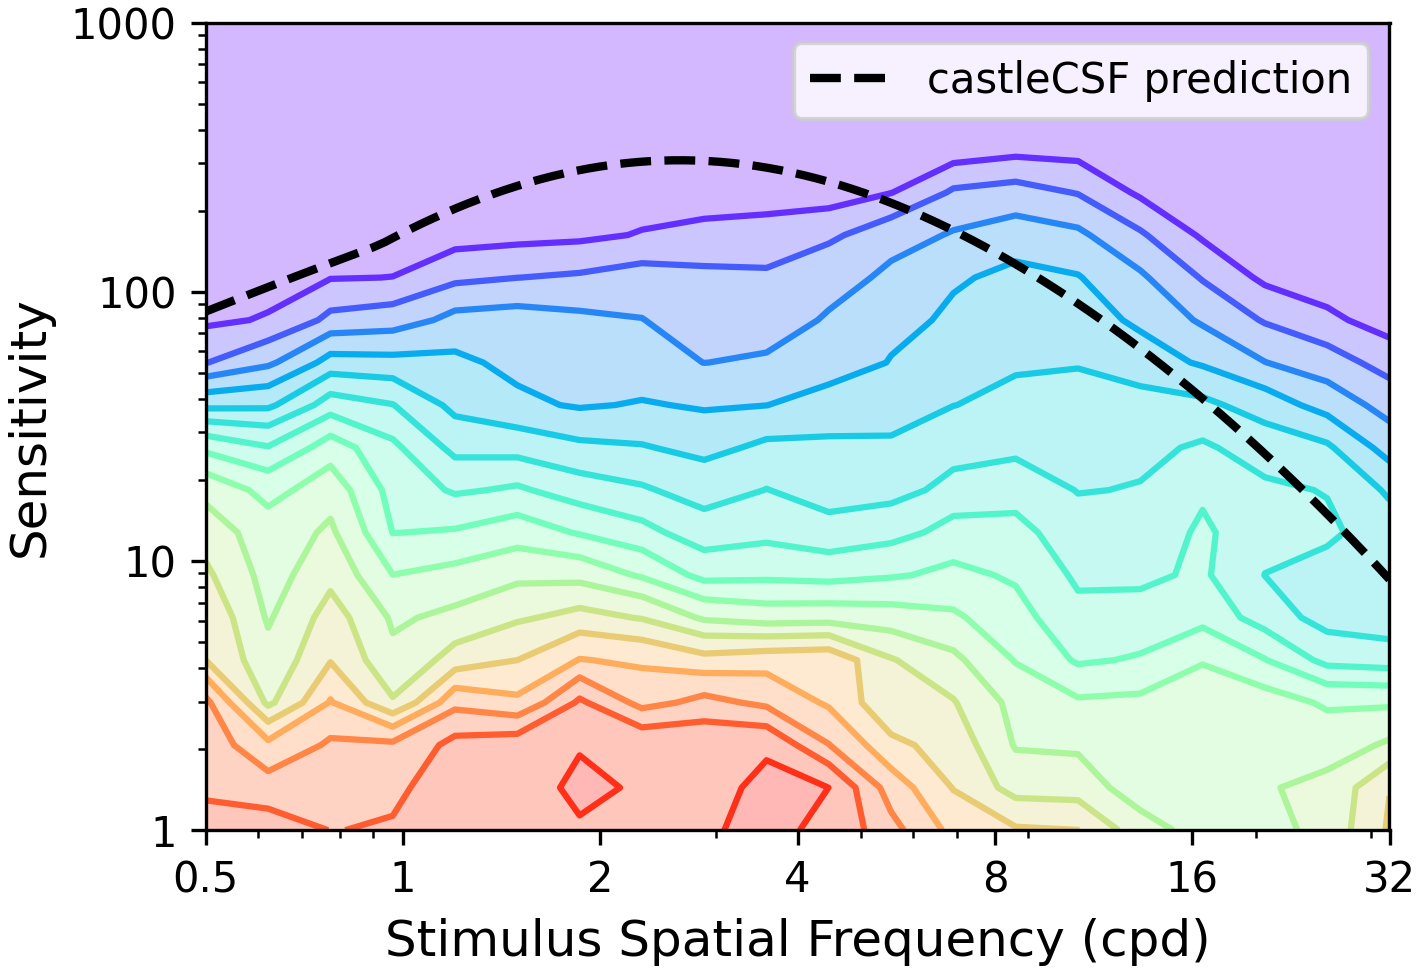 1000
100
10
1
Sensitivity
castleCSF prediction
0.5 1 2 4 8 16 32
Stimulus Spatial Frequency (cpd)